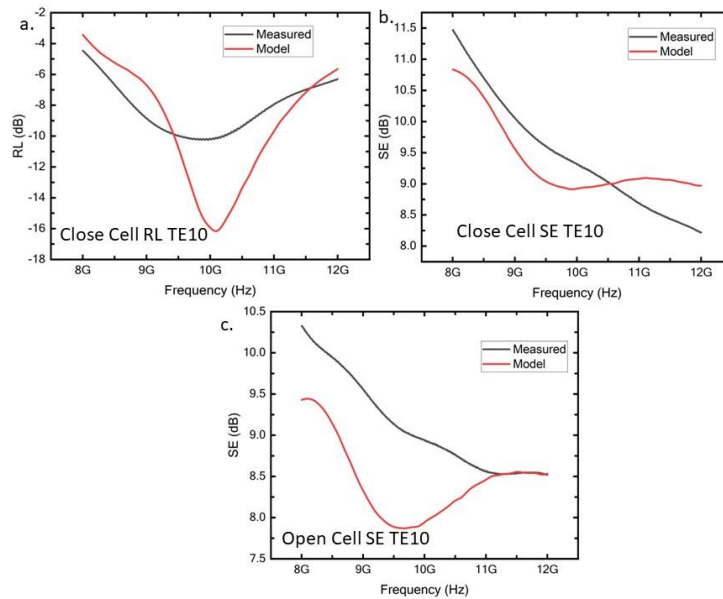 a.
-2
-4
-6
-8
-10
-12
-14
-16
-18
RL (dB)
Measured
Model
Close Cell RL TE10
8G 9G 10G 11G 12G
Frequency (Hz)
b.
11.5
11.0
10.5
10.0
9.5
9.0
8.5
8.0
SE (dB)
Measured
Model
Close Cell SE TE10
8G 9G 10G 11G 12G
Frequency (Hz)
c.
10.5
10.0
9.5
9.0
8.5
8.0
7.5
SE (dB)
Measured
Model
Open Cell SE TE10
8G 9G 10G 11G 12G
Frequency (Hz)